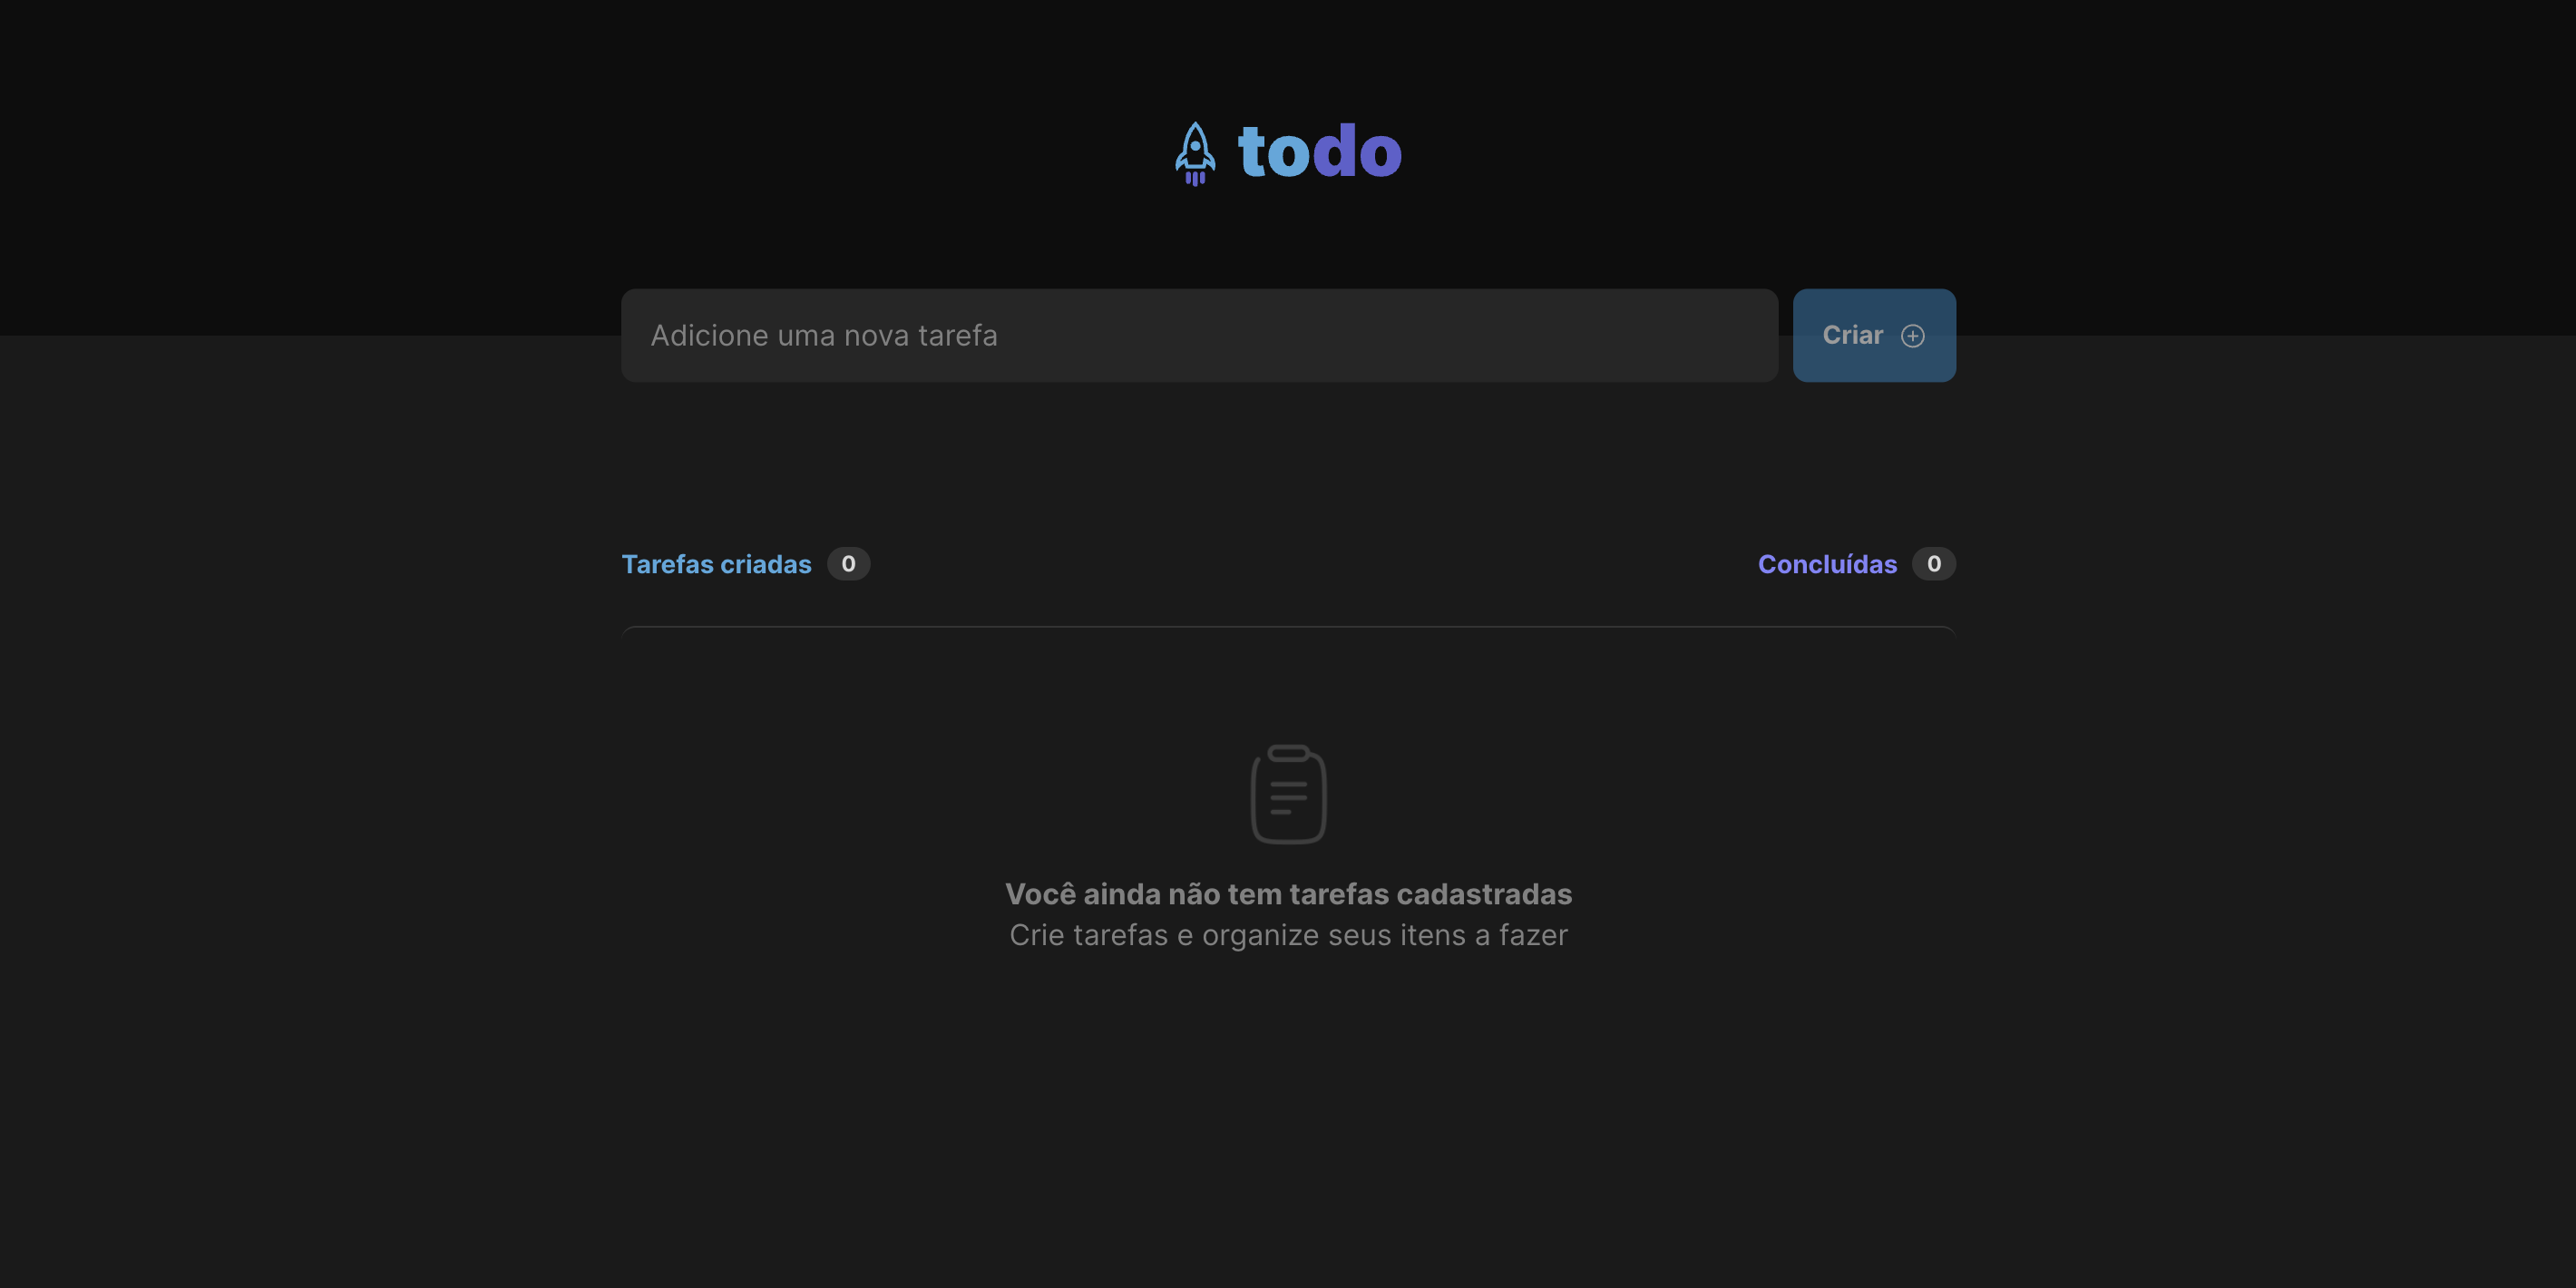 todo
Adicione uma nova tarefa
Criar
Tarefas criadas 0
Concluídas 0
Você ainda não tem tarefas cadastradas
Crie tarefas e organize seus itens a fazer